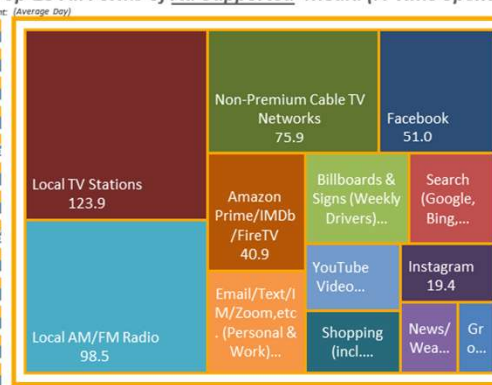 (Average Day)
Local TV Stations
123.9
Non-Premium Cable TV
Networks
75.9
Facebook
51.0
Amazon
Prime/IMDb
/FireTV
40.9
Billboards &
Signs (Weekly
Drivers)...
Search
(Google,
Bing,...
Local AM/FM Radio
98.5
Email/Text/I
M/Zoom,etc
. (Personal &
Work)...
YouTube
Video...
Instagram
19.4
Shopping
(incl....
News/
Wea...
Gr
o...